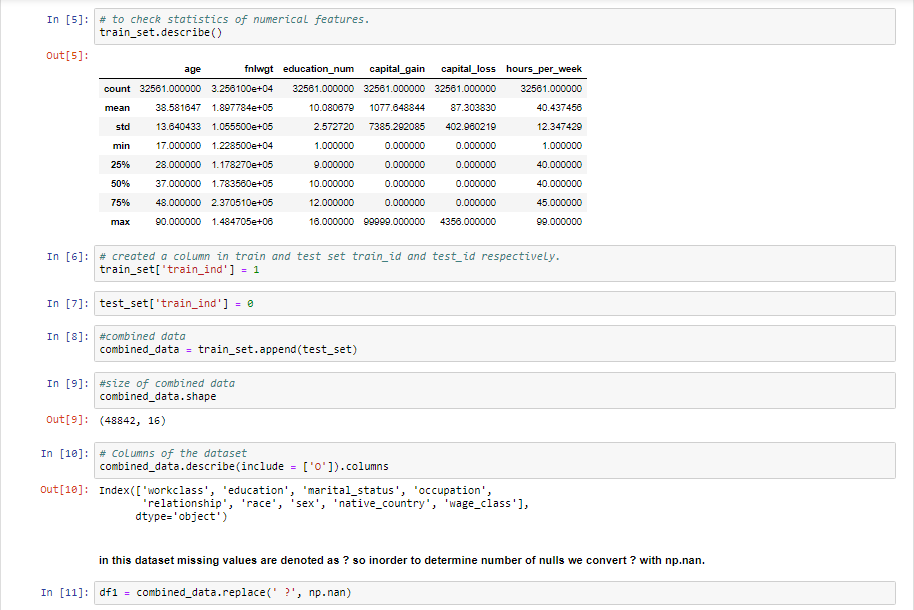 In [5]: # to check statistics of numerical features.
train_set.describe()
Out[5]:
age fnlwgt education_num capital_gain capital_loss hours_per_week
count 32561.000000 3.256100e+04 32561.000000 32561.000000 32561.000000 32561.000000
mean 38.581647 1.897784e+05 10.080679 1077.648844 87.303830 40.437456
std 13.640433 1.055500e+05 2.572720 7385.292085 402.960219 12.347429
min 17.000000 1.228500e+04 1.000000 0.000000 0.000000 1.000000
25% 28.000000 1.178270e+05 9.000000 0.000000 0.000000 40.000000
50% 37.000000 1.783560e+05 10.000000 0.000000 0.000000 40.000000
75% 48.000000 2.370510e+05 12.000000 0.000000 0.000000 45.000000
max 90.000000 1.484705e+06 16.000000 99999.000000 4356.000000 99.000000
In [6]: # created a column in train and test set train_id and test_id respectively.
train_set['train_ind'] = 1
In [7]: test_set['train_ind'] = 0
In [8]: #combined data
combined_data = train_set.append(test_set)
In [9]: #size of combined data
combined_data.shape
Out[9]: (48842, 16)
In [10]: # Columns of the dataset
combined_data.describe(include = ['O']).columns
Out[10]: Index(['workclass', 'education', 'marital_status', 'occupation',
'relationship', 'race', 'sex', 'native_country', 'wage_class'],
dtype='object')
in this dataset missing values are denoted as ? so inorder to determine number of nulls we convert ? with np.nan.
In [11]: df1 = combined_data.replace(' ?', np.nan)